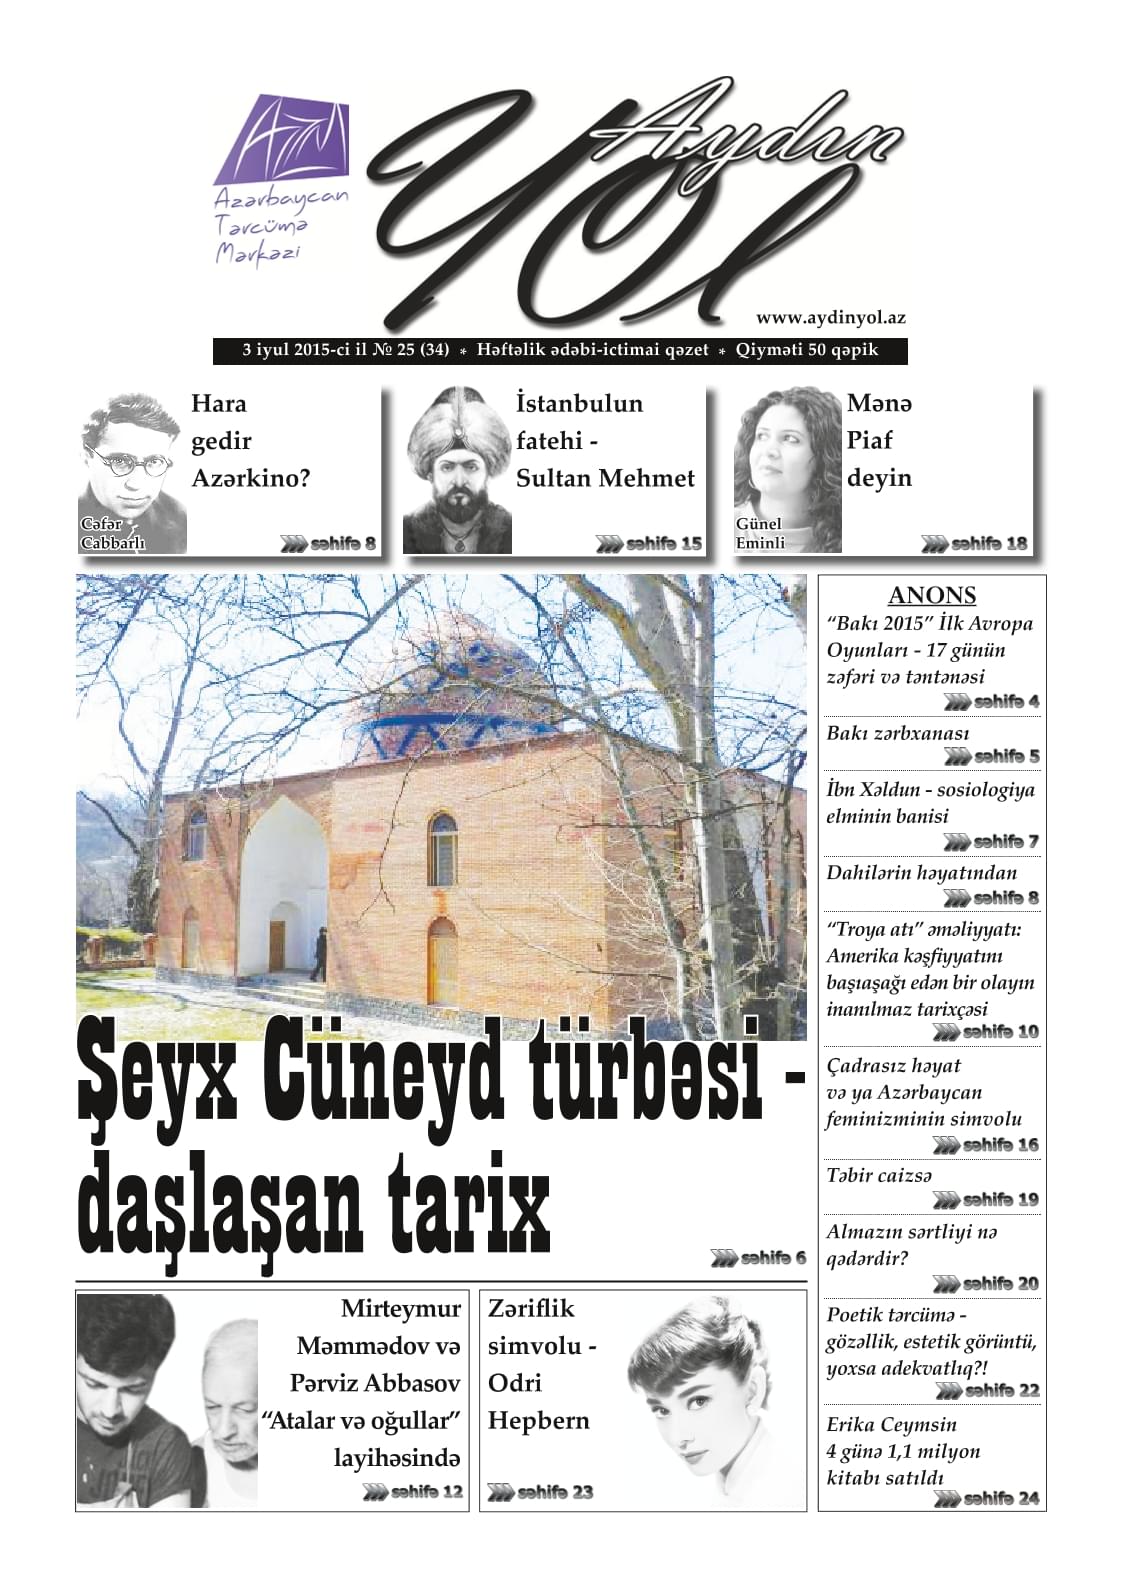 AzTM
Azərbaycan
Tərcümə
Mərkəzi
Aydın
Yol
www.aydinyol.az
3 iyul 2015-ci il № 25 (34) * Həftəlik ədəbi-ictimai qəzet * Qiyməti 50 qəpik
Hara
gedir
Azərkino?
Cəfər
Cabbarlı
səhifə 8
İstanbulun
fatehi -
Sultan Mehmet
səhifə 15
Mənə
Piaf
deyin
Günel
Eminli
səhifə 18
Şeyx Cüneyd türbəsi -
daşlaşan tarix
səhifə 6
Mirteymur
Məmmədov və
Pərviz Abbasov
“Atalar və oğullar”
layihəsində
səhifə 12
Zəriflik
simvolu -
Odri
Hepbern
səhifə 23
ANONS
“Bakı 2015” İlk Avropa
Oyunları - 17 günün
zəfəri və təntənəsi
səhifə 4
Bakı zərbxanası
səhifə 5
İbn Xəldun - sosiologiya
elminin banisi
səhifə 7
Dahilərin həyatından
səhifə 8
“Troya atı” əməliyyatı:
Amerika kəşfiyyatını
başıaşağı edən bir olayın
inanılmaz tarixçəsi
səhifə 10
Çadrasız həyat
və ya Azərbaycan
feminizminin simvolu
səhifə 16
Təbir caizsə
səhifə 19
Almazın sərtliyi nə
qədərdir?
səhifə 20
Poetik tərcümə -
gözəllik, estetik görüntü,
yoxsa adekvatlıq?!
səhifə 22
Erika Ceymsin
4 günə 1,1 milyon
kitabı satıldı
səhifə 24